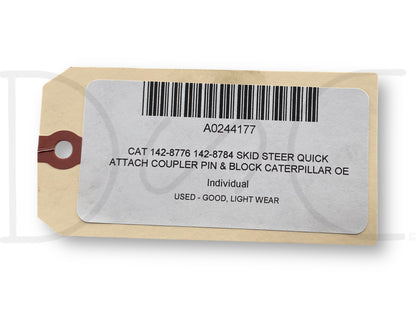 A0244177
CAT 142-8776 142-8784 SKID STEER QUICK
ATTACH COUPLER PIN & BLOCK CATERPILLAR OE
Individual
USED - GOOD, LIGHT WEAR